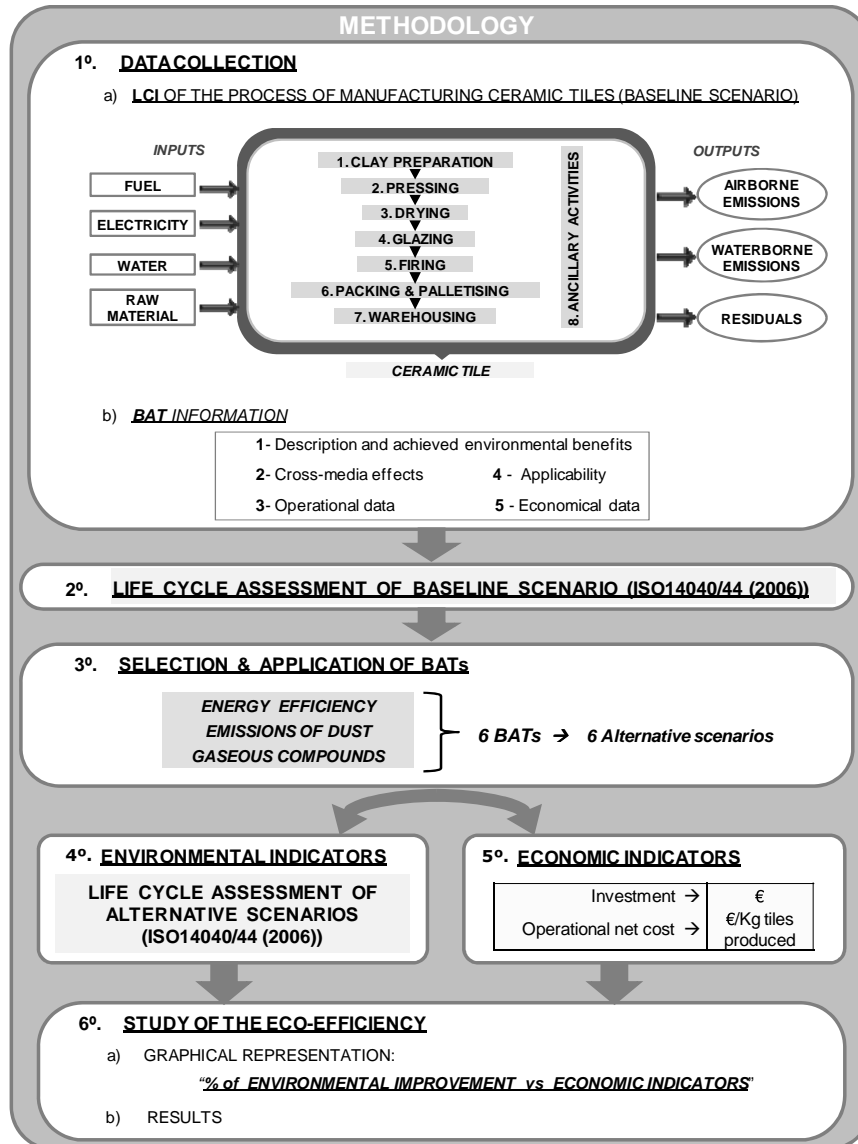 METHODOLOGY
1º. DATA COLLECTION
a) LCI OF THE PROCESS OF MANUFACTURING CERAMIC TILES (BASELINE SCENARIO)
INPUTS
FUEL
ELECTRICITY
WATER
RAW
MATERIAL
1. CLAY PREPARATION
2. PRESSING
3. DRYING
4. GLAZING
5. FIRING
6. PACKING & PALLETISING
7. WAREHOUSING
8. ANCILLARY ACTIVITIES
OUTPUTS
AIRBORNE
EMISSIONS
WATERBORNE
EMISSIONS
RESIDUALS
CERAMIC TILE
b) BAT INFORMATION
1- Description and achieved environmental benefits
2- Cross-media effects 4 - Applicability
3- Operational data 5 - Economical data
2º. LIFE CYCLE ASSESSMENT OF BASELINE SCENARIO (ISO14040/44 (2006))
3º. SELECTION & APPLICATION OF BATs
ENERGY EFFICIENCY
EMISSIONS OF DUST
GASEOUS COMPOUNDS
6 BATs → 6 Alternative scenarios
4º. ENVIRONMENTAL INDICATORS
LIFE CYCLE ASSESSMENT OF
ALTERNATIVE SCENARIOS
(ISO14040/44 (2006))
5º. ECONOMIC INDICATORS
Investment → €
Operational net cost → €/Kg tiles
produced
6º. STUDY OF THE ECO-EFFICIENCY
a) GRAPHICAL REPRESENTATION:
“% of ENVIRONMENTAL IMPROVEMENT vs ECONOMIC INDICATORS”
b) RESULTS